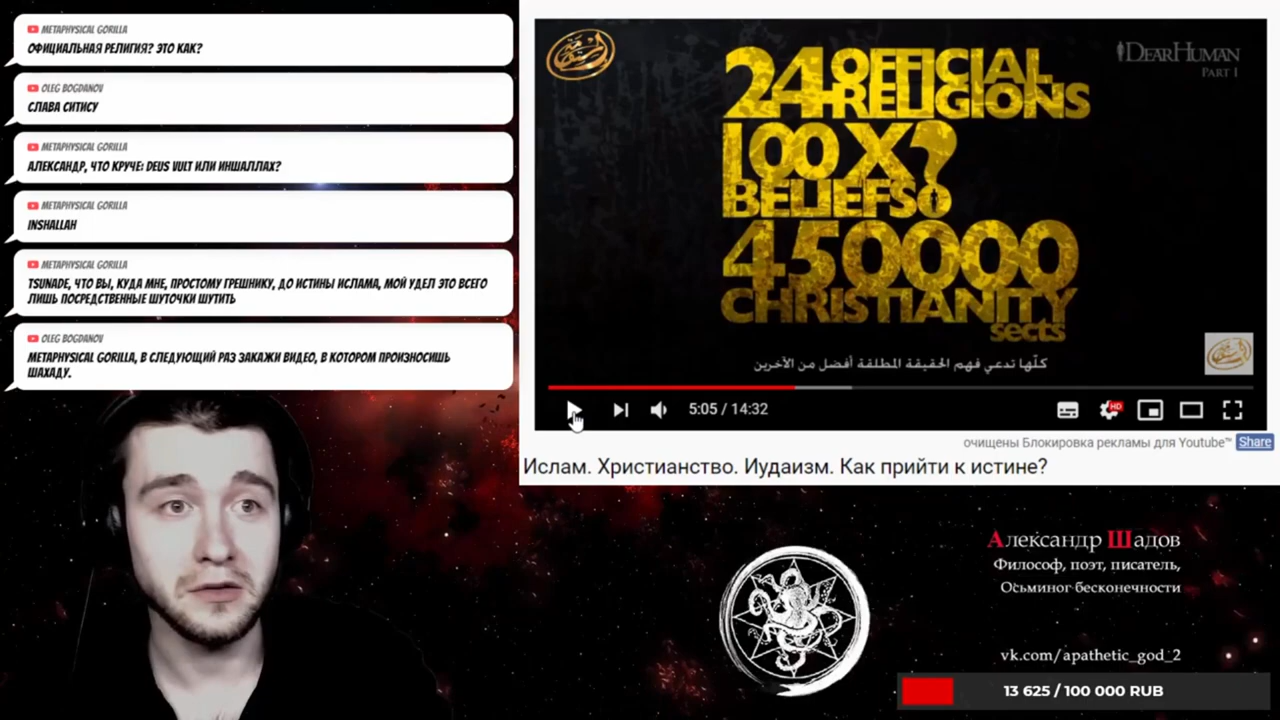 METAPHYSICAL GORILLA
ОФИЦИАЛЬНАЯ РЕЛИГИЯ? ЭТО КАК?
OLEG BOGDANOV
СЛАВА СИТИСУ
METAPHYSICAL GORILLA
АЛЕКСАНДР, ЧТО КРУЧЕ: DEUS VULT ИЛИ ИНШАЛЛАХ?
METAPHYSICAL GORILLA
INSHALLAH
METAPHYSICAL GORILLA
TSUNADE, ЧТО ВЫ, КУДА МНЕ, ПРОСТОМУ ГРЕШНИКУ, ДО ИСТИНЫ ИСЛАМА, МОЙ УДЕЛ ЭТО ВСЕГО
ЛИШЬ ПОСРЕДСТВЕННЫЕ ШУТОЧКИ ШУТИТЬ
OLEG BOGDANOV
METAPHYSICAL GORILLA, В СЛЕДУЮЩИЙ РАЗ ЗАКАЖИ ВИДЕО, В КОТОРОМ ПРОИЗНОСИШЬ
ШАХАДУ.
DEARHUMAN
PART I
24 OFFICIAL
RELIGIONS
100 X?
BELIEFS
450000
CHRISTIANITY
sects
كلّها تدعي فهم الحقيقة المطلقة أفضل من الآخرين
5:05 / 14:32
HD
очищены Блокировка рекламы для Youtube™ Share
Ислам. Христианство. Иудаизм. Как прийти к истине?
Александр Шадов
Философ, поэт, писатель,
Осьминог бесконечности
vk.com/apathetic_god_2
13 625 / 100 000 RUB